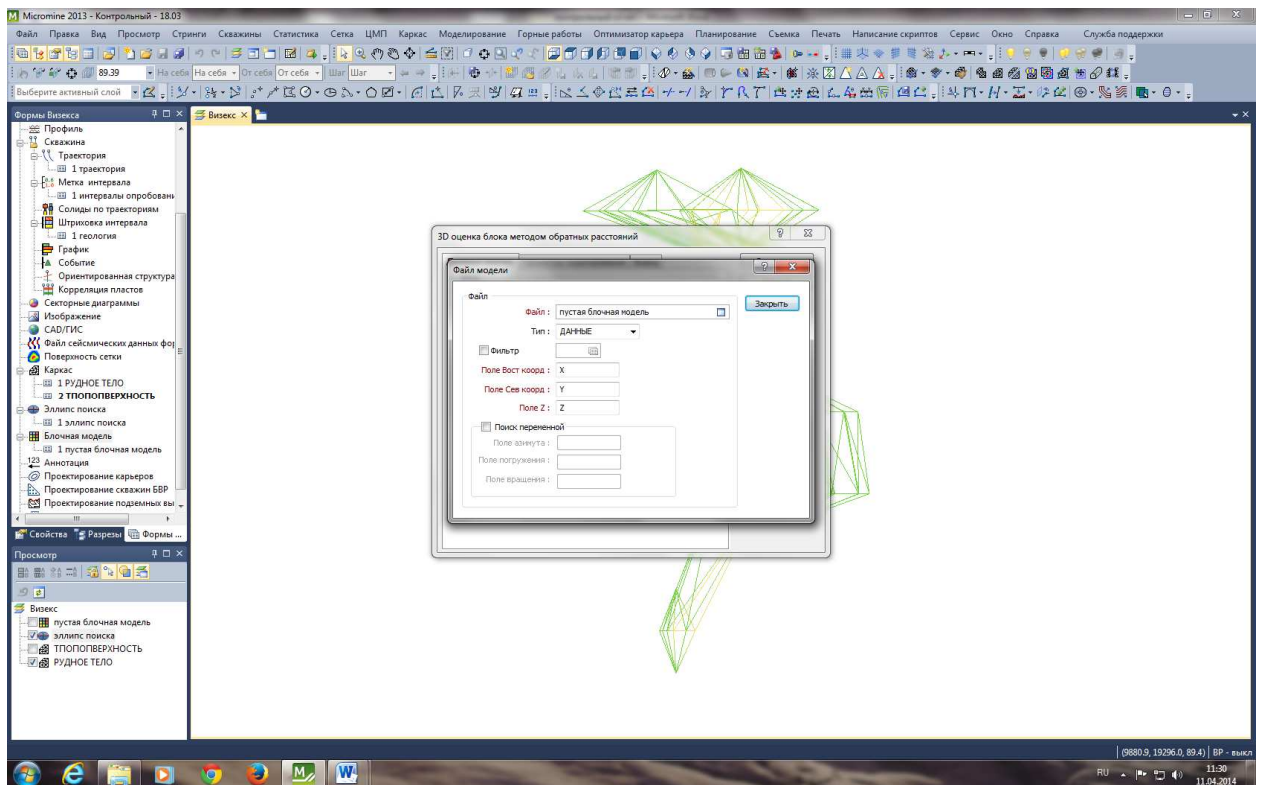 Micromine 2013 - Контрольный - 18.03
Файл Правка Вид Просмотр Стринги Скважины Статистика Сетка ЦМП Каркас Моделирование Горные работы Оптимизатор карьера Планирование Съемка Печать Написание скриптов Сервис Окно Справка Служба поддержки
89.39 На себя На себя От себя От себя Шаг Шаг
Выберите активный слой
Формы Визекса
Визекс
Профиль
Скважина
Траектория
1 траектория
Метка интервала
1 интервалы опробовани
Солиды по траекториям
Штриховка интервала
1 геология
График
Событие
Ориентированная структура
Корреляция пластов
Секторные диаграммы
Изображение
CAD/ГИС
Файл сейсмических данных фор
Поверхность сетки
Каркас
1 РУДНОЕ ТЕЛО
2 ТПОПОПВЕРХНОСТЬ
Эллипс поиска
1 эллипс поиска
Блочная модель
1 пустая блочная модель
123 Аннотация
Проектирование карьеров
Проектирование скважин БВР
Проектирование подземных вы
Свойства Разрезы Формы ...
Просмотр
Визекс
пустая блочная модель
эллипс поиска
ТПОПОПВЕРХНОСТЬ
РУДНОЕ ТЕЛО
3D оценка блока методом обратных расстояний
Файл модели
Файл
Файл : пустая блочная модель
Закрыть
Тип : ДАННЫЕ
Фильтр
Поле Вост коорд : X
Поле Сев коорд : Y
Поле Z : Z
Поиск переменной
Поле азимута :
Поле погружения :
Поле вращения :
(9880.9, 19296.0, 89.4) ВР - выкл
RU
11:30
11.04.2014